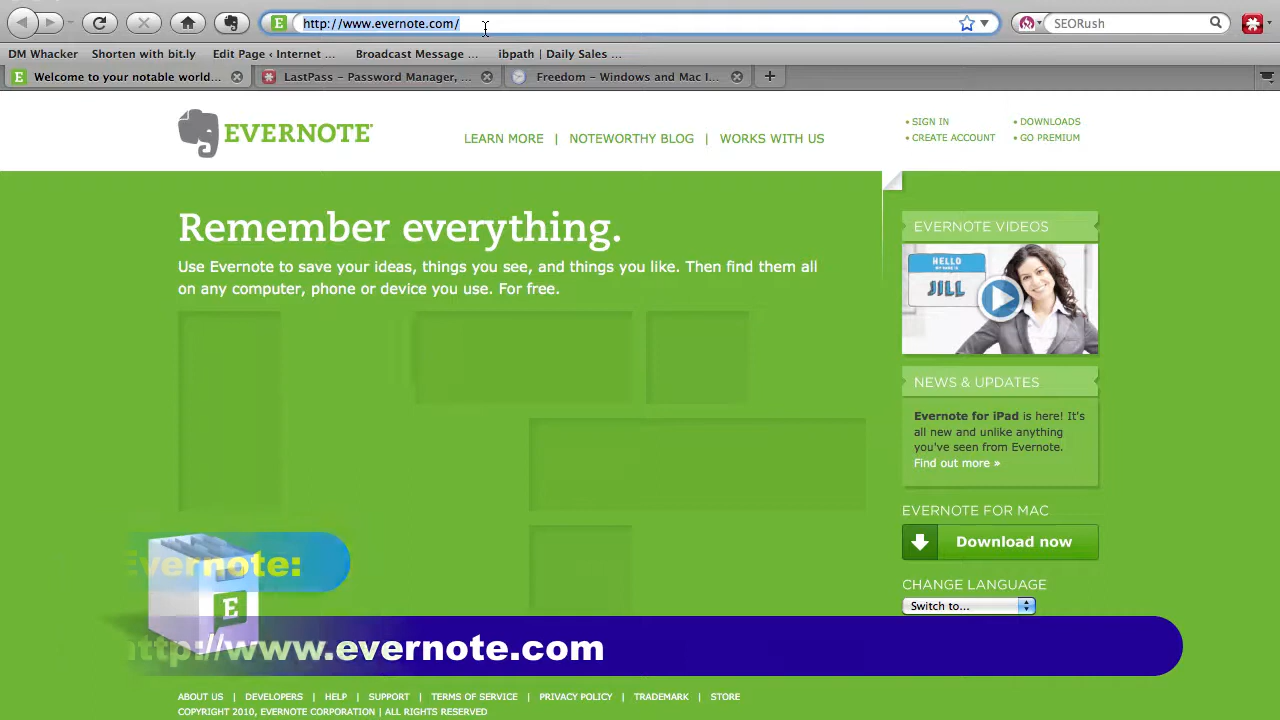 http://www.evernote.com/
SEORush
DM Whacker Shorten with bit.ly Edit Page ‹ Internet ... Broadcast Message ... ibpath | Daily Sales ...
Welcome to your notable world... LastPass – Password Manager, ... Freedom – Windows and Mac I...
EVERNOTE
LEARN MORE | NOTEWORTHY BLOG | WORKS WITH US
• SIGN IN • DOWNLOADS
• CREATE ACCOUNT • GO PREMIUM
Remember everything.
Use Evernote to save your ideas, things you see, and things you like. Then find them all
on any computer, phone or device you use. For free.
EVERNOTE VIDEOS
HELLO
MY NAME IS
JILL
NEWS & UPDATES
Evernote for iPad is here! It's
all new and unlike anything
you've seen from Evernote.
Find out more »
EVERNOTE FOR MAC
Download now
CHANGE LANGUAGE
Switch to...
Evernote:
E
http://www.evernote.com
ABOUT US | DEVELOPERS | HELP | SUPPORT | TERMS OF SERVICE | PRIVACY POLICY | TRADEMARK | STORE
COPYRIGHT 2010, EVERNOTE CORPORATION | ALL RIGHTS RESERVED